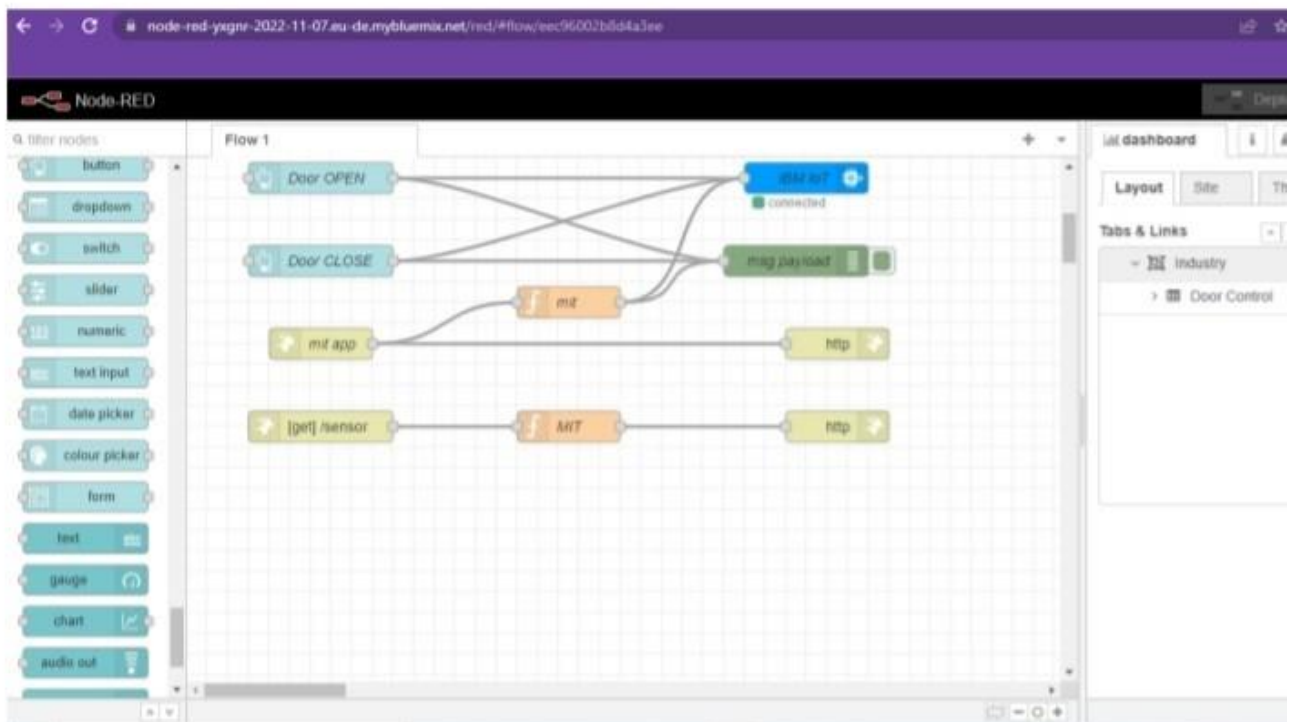 node-red-yxgnr-2022-11-07.eu-de.mybluemix.net/red/#flow/eec96002b8d4a3ee
Node-RED
filter nodes
Flow 1
dashboard
i
button
dropdown
switch
slider
numeric
text input
date picker
colour picker
form
text
gauge
chart
audio out
Door OPEN
IBM IoT
connected
Door CLOSE
msg.payload
mit
mit app
http
[get] /sensor
MIT
http
Layout
Site
Tabs & Links
Industry
Door Control